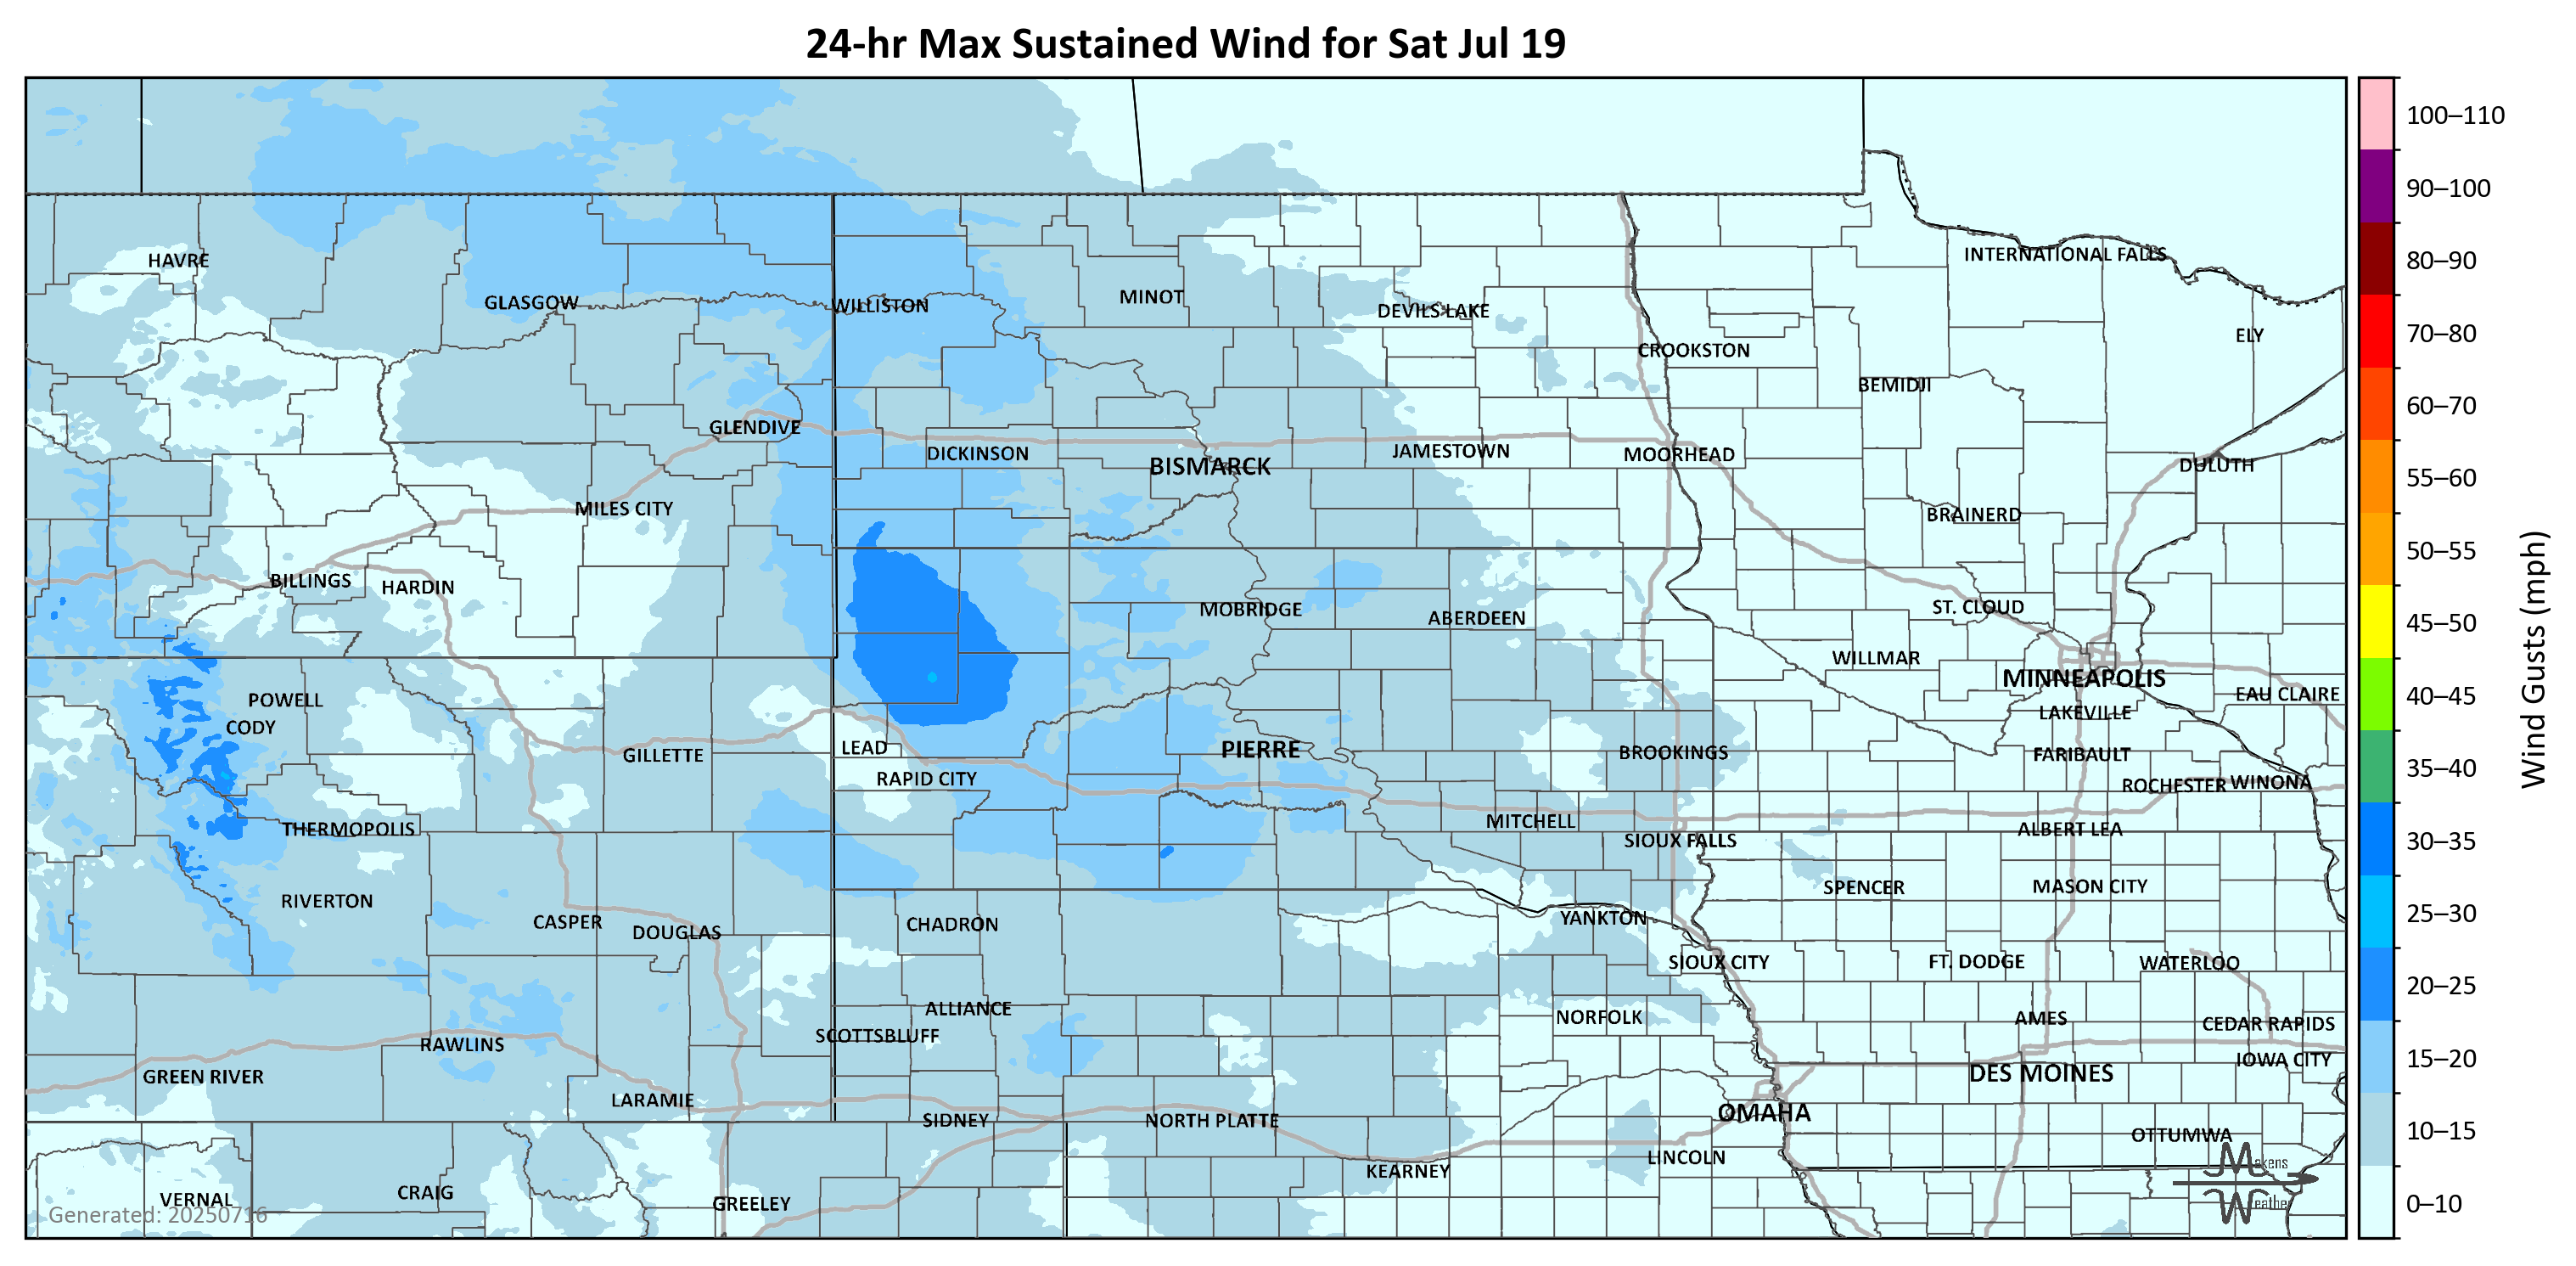 24-hr Max Sustained Wind for Sat Jul 19
100–110
90–100
80–90
70–80
60–70
55–60
50–55
45–50
40–45
35–40
30–35
25–30
20–25
15–20
10–15
0–10
Wind Gusts (mph)
INTERNATIONAL FALLS
HAVRE
MINOT
GLASGOW
WILLISTON
DEVILS LAKE
ELY
CROOKSTON
BEMIDJI
GLENDIVE
DICKINSON
BISMARCK
JAMESTOWN
MOORHEAD
DULUTH
MILES CITY
BRAINERD
BILLINGS
HARDIN
MOBRIDGE
ABERDEEN
ST. CLOUD
WILLMAR
MINNEAPOLIS
EAU CLAIRE
POWELL
CODY
LAKEVILLE
GILLETTE
LEAD
PIERRE
BROOKINGS
FARIBAULT
RAPID CITY
ROCHESTER
WINONA
THERMOPOLIS
MITCHELL
SIOUX FALLS
ALBERT LEA
SPENCER
MASON CITY
RIVERTON
CASPER
DOUGLAS
CHADRON
YANKTON
SIOUX CITY
FT. DODGE
WATERLOO
ALLIANCE
NORFOLK
AMES
CEDAR RAPIDS
SCOTTSBLUFF
RAWLINS
IOWA CITY
GREEN RIVER
DES MOINES
LARAMIE
OMAHA
SIDNEY
NORTH PLATTE
OTTUMWA
LINCOLN
KEARNEY
VERNAL
CRAIG
GREELEY
Makens
Weather
Generated: 20250716